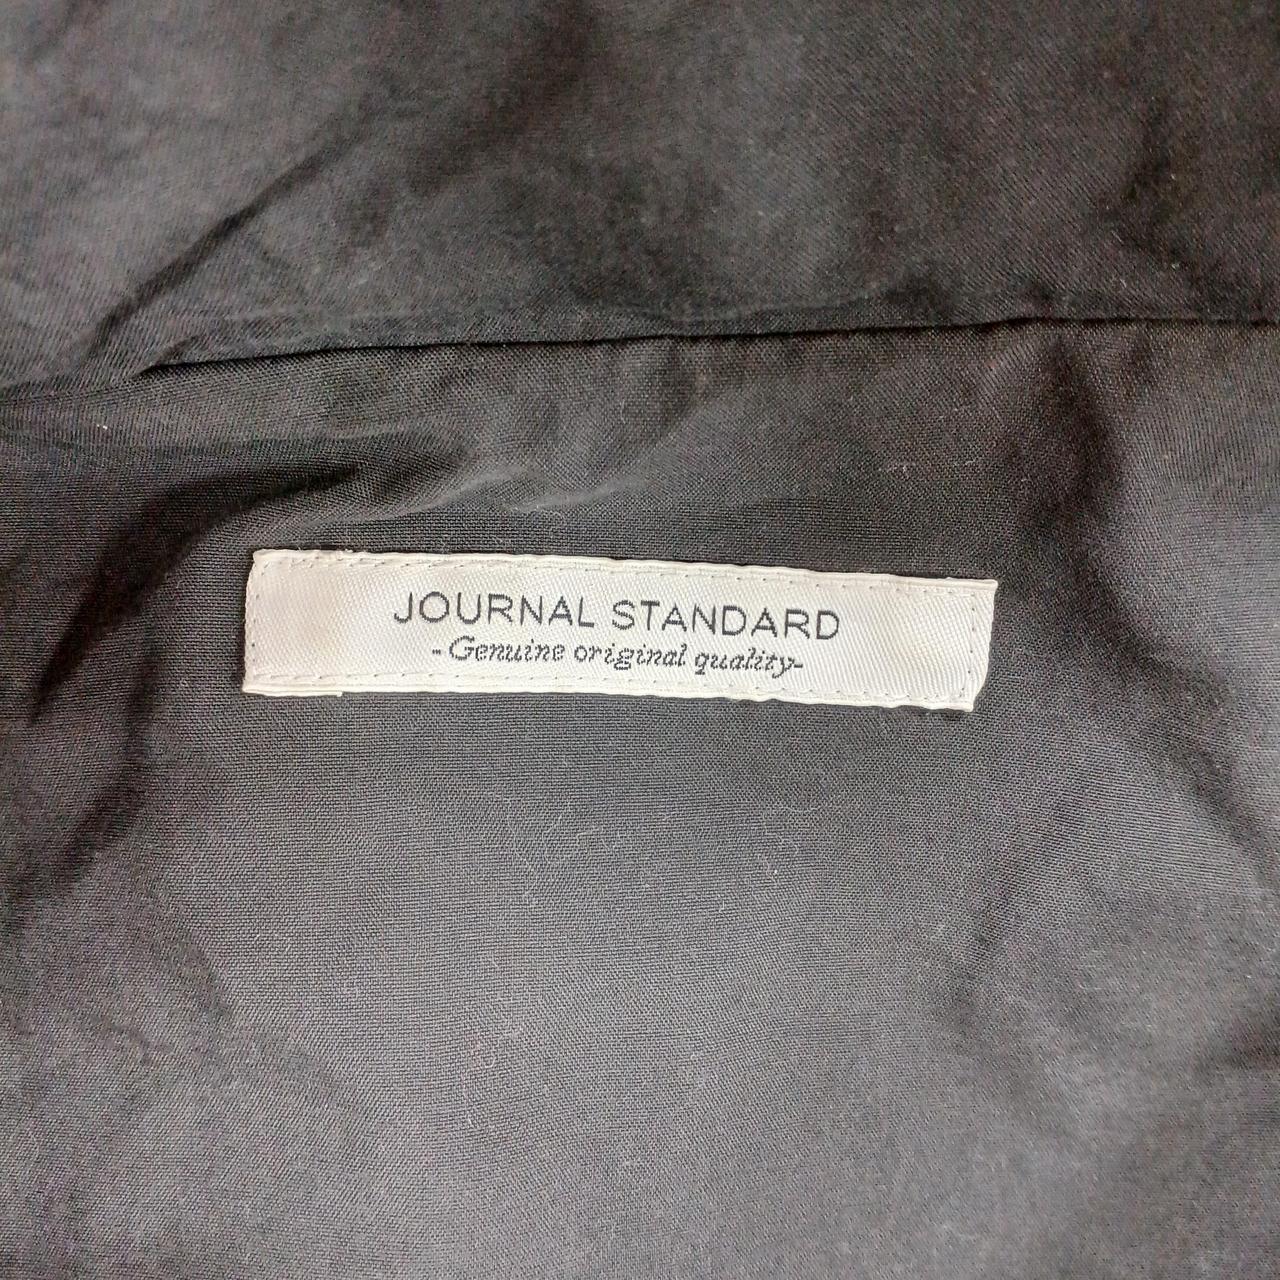 JOURNAL STANDARD
-Genuine original quality-